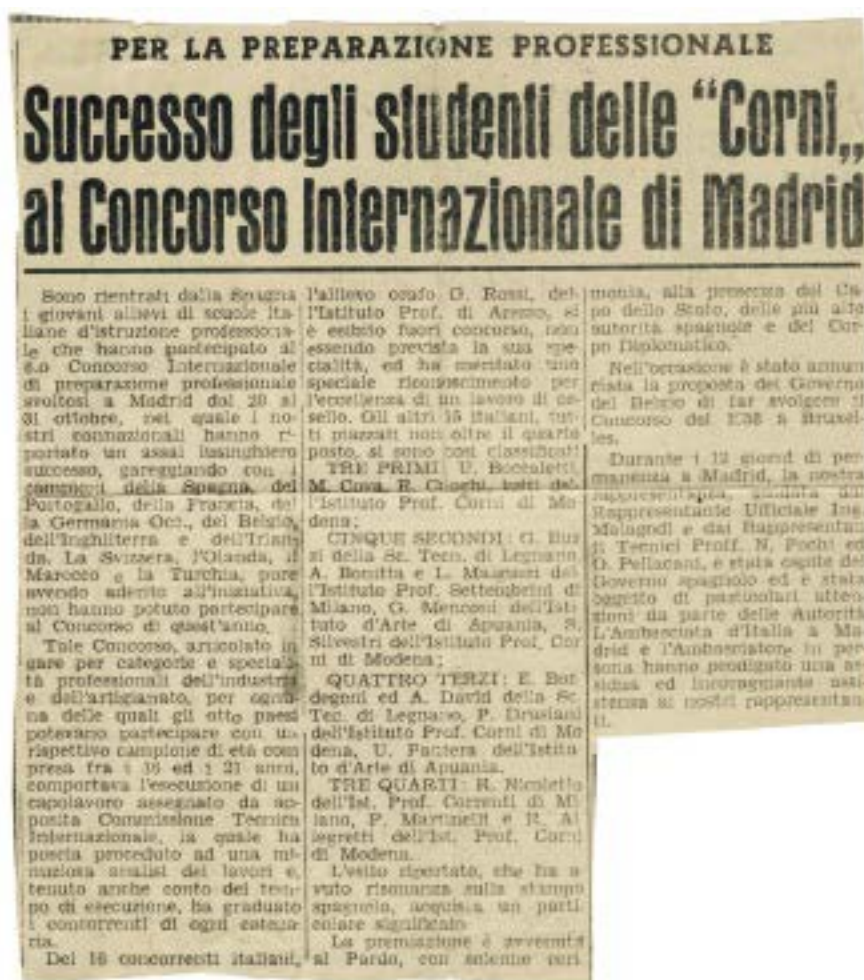 PER LA PREPARAZIONE PROFESSIONALE
Successo degli studenti delle "Corni„
al Concorso Internazionale di Madrid
Sono rientrati dalla Spagna
i giovani allievi di scuole ita
liane d'istruzione professiona
le che hanno partecipato al
6.o Concorso Internazionale
di preparazione professionale
svoltosi a Madrid dal 20 al
31 ottobre, nel quale i no
stri connazionali hanno ri
portato un assai lusinghiero
successo, gareggiando con i
campioni della Spagna, del
Portogallo, della Francia, del
la Germania Occ., del Belgio,
dell'Inghilterra e dell'Irlan
da. La Svizzera, l'Olanda, il
Marocco e la Turchia, pure
avendo aderito all'iniziativa,
non hanno potuto partecipare
al Concorso di quest'anno.
Tale Concorso, articolato in
gare per categorie e speciali
tà professionali dell'industria
e dell'artigianato, per ognu
na delle quali gli otto paesi
potevano partecipare con un
rispettivo campione di età com
presa fra i 16 ed i 21 anni,
comportava l'esecuzione di un
capolavoro assegnato da ap
posita Commissione Tecnica
Internazionale, la quale ha
poscia proceduto ad una mi
nuziosa analisi dei lavori e,
tenuto anche conto del tem
po di esecuzione, ha graduato
i concorrenti di ogni catego
ria.
Dei 16 concorrenti italiani,
l'allievo orafo G. Rossi, del
l'Istituto Prof. di Arezzo, si
è esibito fuori concorso, non
essendo prevista la sua spe
cialità, ed ha meritato uno
speciale riconoscimento per
l'eccellenza di un lavoro di ce
sello. Gli altri 15 italiani, tut
ti piazzati non oltre il quarto
posto, si sono così classificati
TRE PRIMI: U. Boccaletti,
M. Cova, R. tutti del
l'Istituto Prof. Corni di Mo
dena;
CINQUE SECONDI: G.
della Sc. Tecn. di Legnano,
A. Bonitta e L. del
l'Istituto Prof. Settembrini di
Milano, G. Menconi dell'Isti
tuto d'Arte di Apuania, S.
Silvestri dell'Istituto Prof. Cor
ni di Modena;
QUATTRO TERZI: E.
ed A. David della Sc.
Tec. di Legnano, P. Drusiani
dell'Istituto Prof. Corni di Mo
dena, U. Pantera dell'Istitu
to d'Arte di Apuania.
TRE QUARTI: R. Nicoletto
dell'Ist. Prof. Correnti di Mi
lano, P. Martinelli e R. Al
legretti dell'Ist. Prof. Corni
di Modena.
L'esito riportato, che ha a
vuto risonanza sulla stampa
spagnola, acquista un parti
colare significato
La premiazione è avvenuta
al Pardo, con solenne ceri
monia, alla presenza del Ca
po dello Stato, delle più alte
autorità spagnole e del Cor
po Diplomatico.
Nell'occasione è stato annun
ciata la proposta del Governo
del Belgio di far svolgere il
Concorso del 1958 a Bruxel
les.
Durante i 12 giorni di per
manenza a Madrid, la nostra
rappresentanza, guidata dal
Rappresentante Ufficiale Ing.
Malagodi e dai Rappresentan
ti Tecnici Proff. N. Pochi ed
O. Pellacani, è stata ospite del
Governo spagnolo ed è stata
oggetto di particolari atten
zioni da parte delle Autorità
L'Ambasciata d'Italia a Ma
drid e l'Ambasciatore in per
sona hanno prodigato una as
sidua ed incoraggiante assi
stenza ai nostri rappresentan
ti.